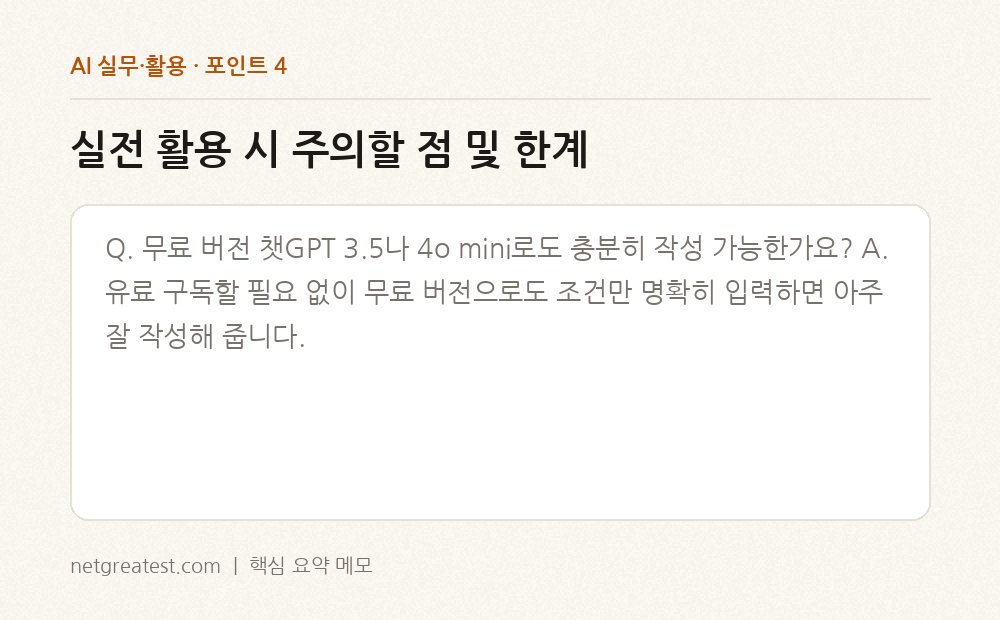 AI 실무·활용 · 포인트 4
실전 활용 시 주의할 점 및 한계
Q. 무료 버전 챗GPT 3.5나 4o mini로도 충분히 작성 가능한가요? A.
유료 구독할 필요 없이 무료 버전으로도 조건만 명확히 입력하면 아주
잘 작성해 줍니다.
netgreatest.com | 핵심 요약 메모